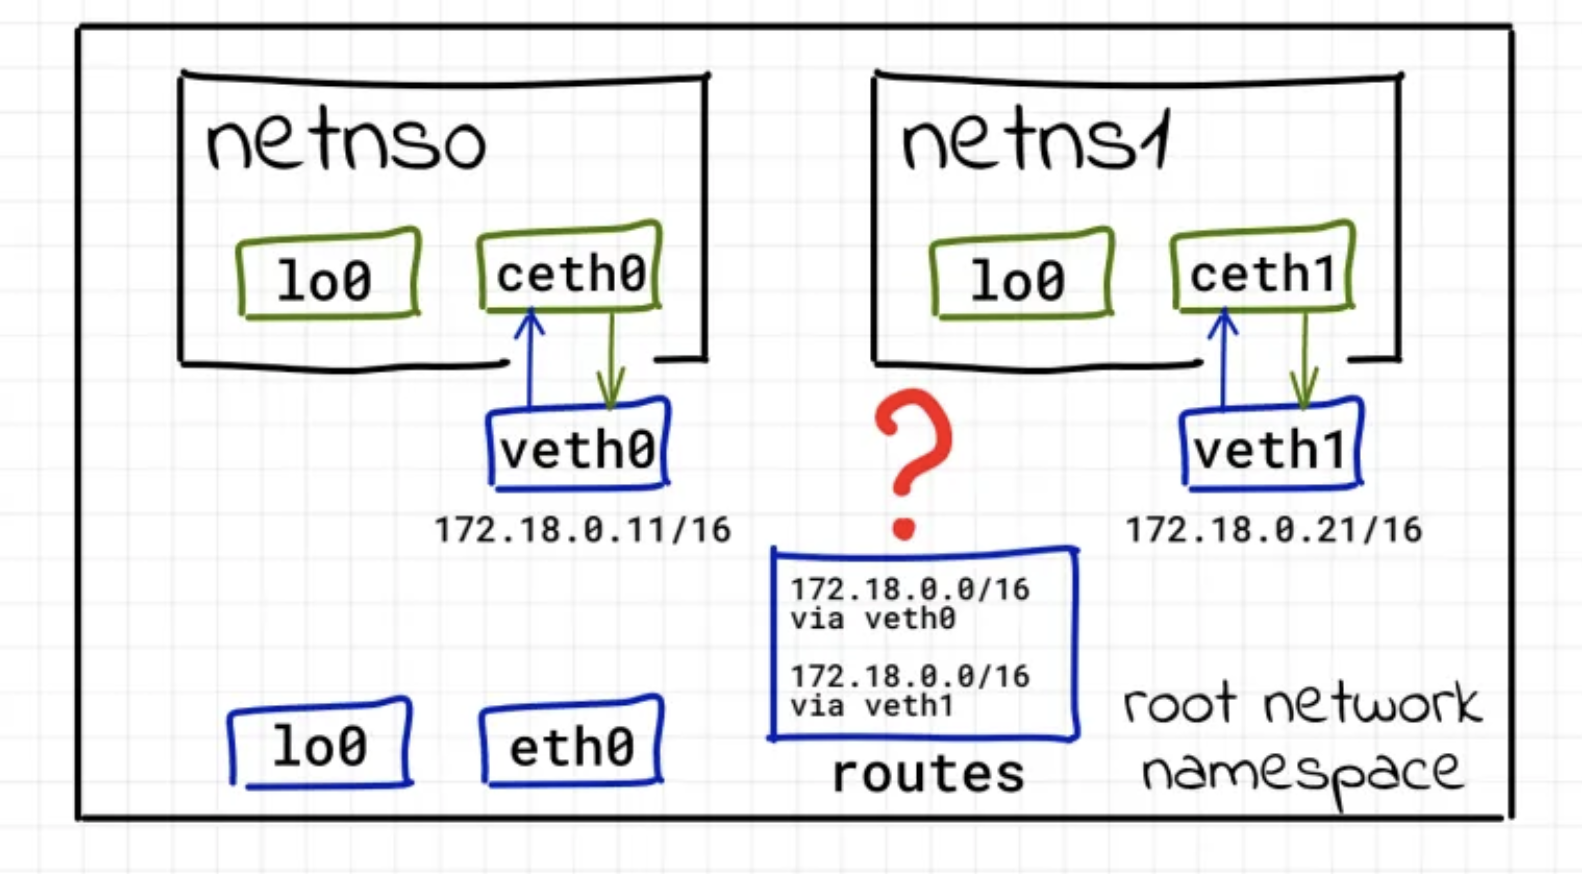 netns0
netns1
lo0
ceth0
lo0
ceth1
veth0
veth1
172.18.0.11/16
?
172.18.0.21/16
172.18.0.0/16
via veth0
172.18.0.0/16
via veth1
routes
lo0
eth0
root network
namespace